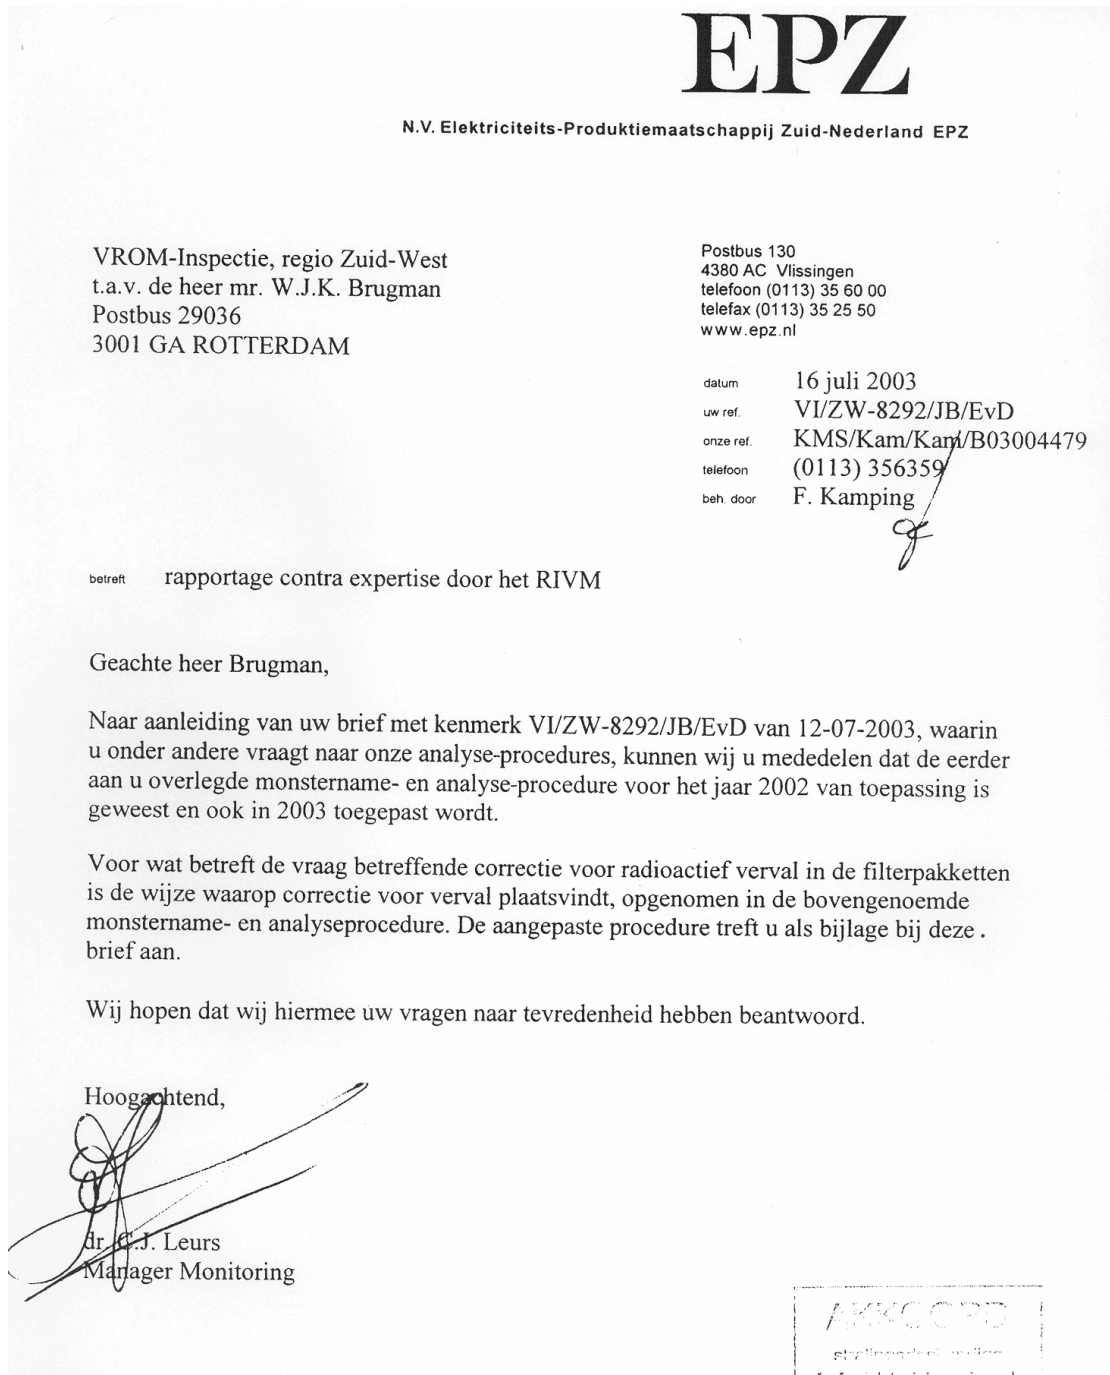 EPZ
N.V. Elektriciteits-Produktiemaatschappij Zuid-Nederland EPZ
VROM-Inspectie, regio Zuid-West
t.a.v. de heer mr. W.J.K. Brugman
Postbus 29036
3001 GA ROTTERDAM
Postbus 130
4380 AC Vlissingen
telefoon (0113) 35 60 00
telefax (0113) 35 25 50
www.epz.nl
datum 16 juli 2003
uw ref. VI/ZW-8292/JB/EvD
onze ref. KMS/Kam/Kam/B03004479
telefoon (0113) 356359
beh. door F. Kamping
betreft rapportage contra expertise door het RIVM
Geachte heer Brugman,
Naar aanleiding van uw brief met kenmerk VI/ZW-8292/JB/EvD van 12-07-2003, waarin
u onder andere vraagt naar onze analyse-procedures, kunnen wij u mededelen dat de eerder
aan u overlegde monstername- en analyse-procedure voor het jaar 2002 van toepassing is
geweest en ook in 2003 toegepast wordt.
Voor wat betreft de vraag betreffende correctie voor radioactief verval in de filterpakketten
is de wijze waarop correctie voor verval plaatsvindt, opgenomen in de bovengenoemde
monstername- en analyseprocedure. De aangepaste procedure treft u als bijlage bij deze .
brief aan.
Wij hopen dat wij hiermee uw vragen naar tevredenheid hebben beantwoord.
Hoogachtend,
dr. C.J. Leurs
Manager Monitoring
AKKOORD